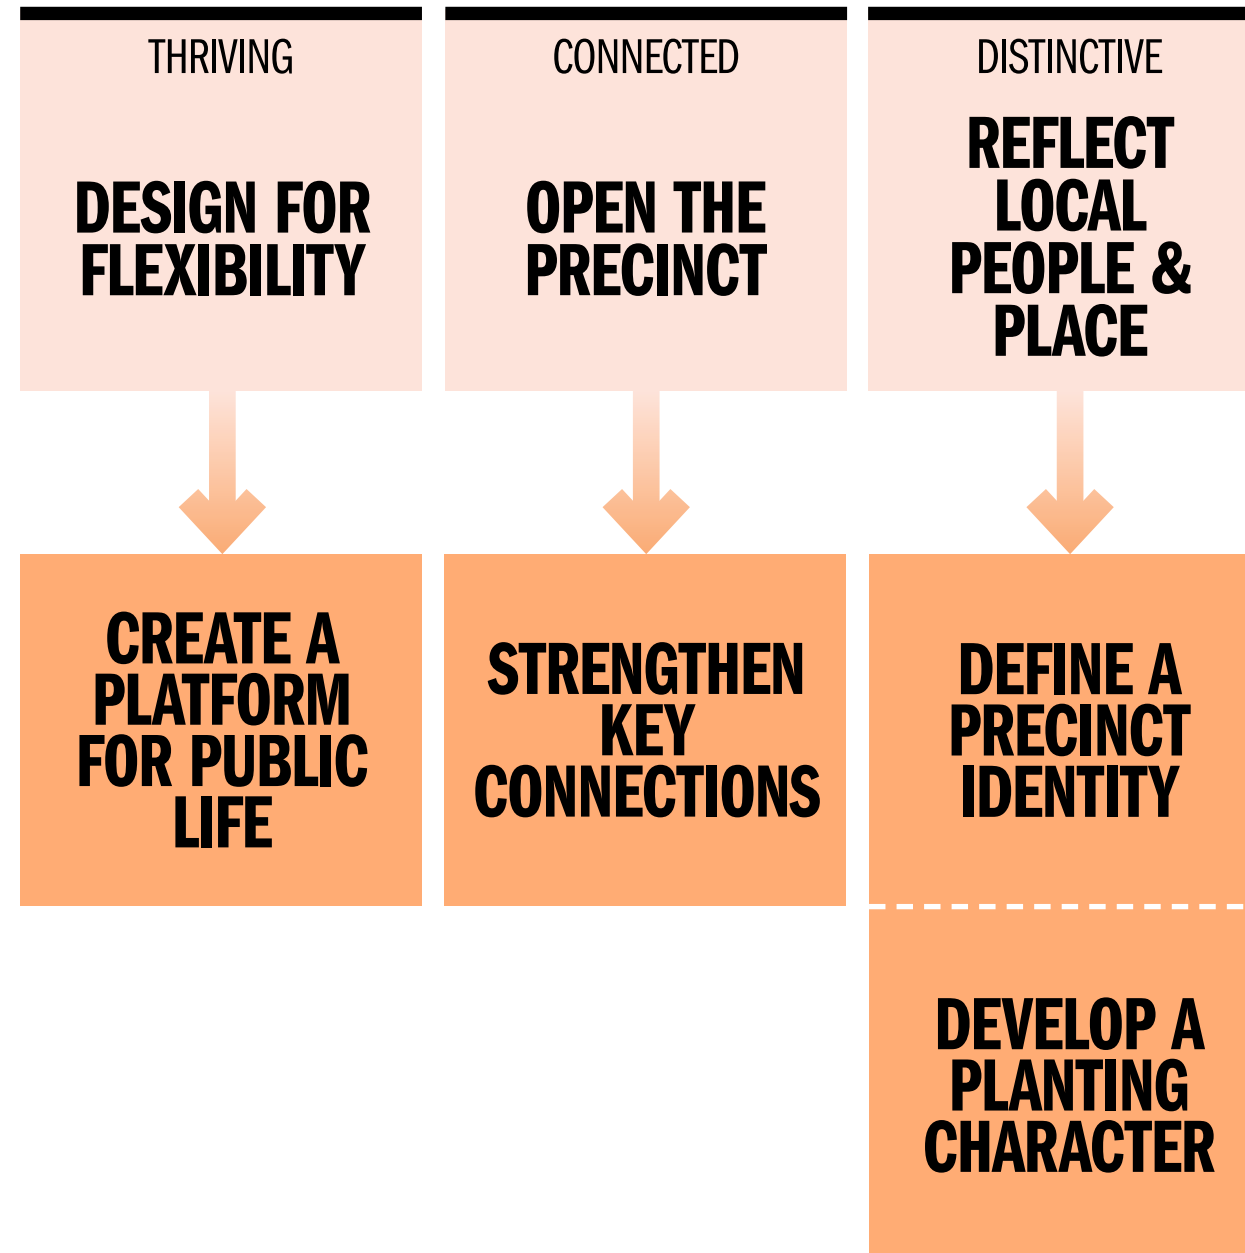 THRIVING
DESIGN FOR
FLEXIBILITY
CREATE A
PLATFORM
FOR PUBLIC
LIFE
CONNECTED
OPEN THE
PRECINCT
STRENGTHEN
KEY
CONNECTIONS
DISTINCTIVE
REFLECT
LOCAL
PEOPLE &
PLACE
DEFINE A
PRECINCT
IDENTITY
DEVELOP A
PLANTING
CHARACTER